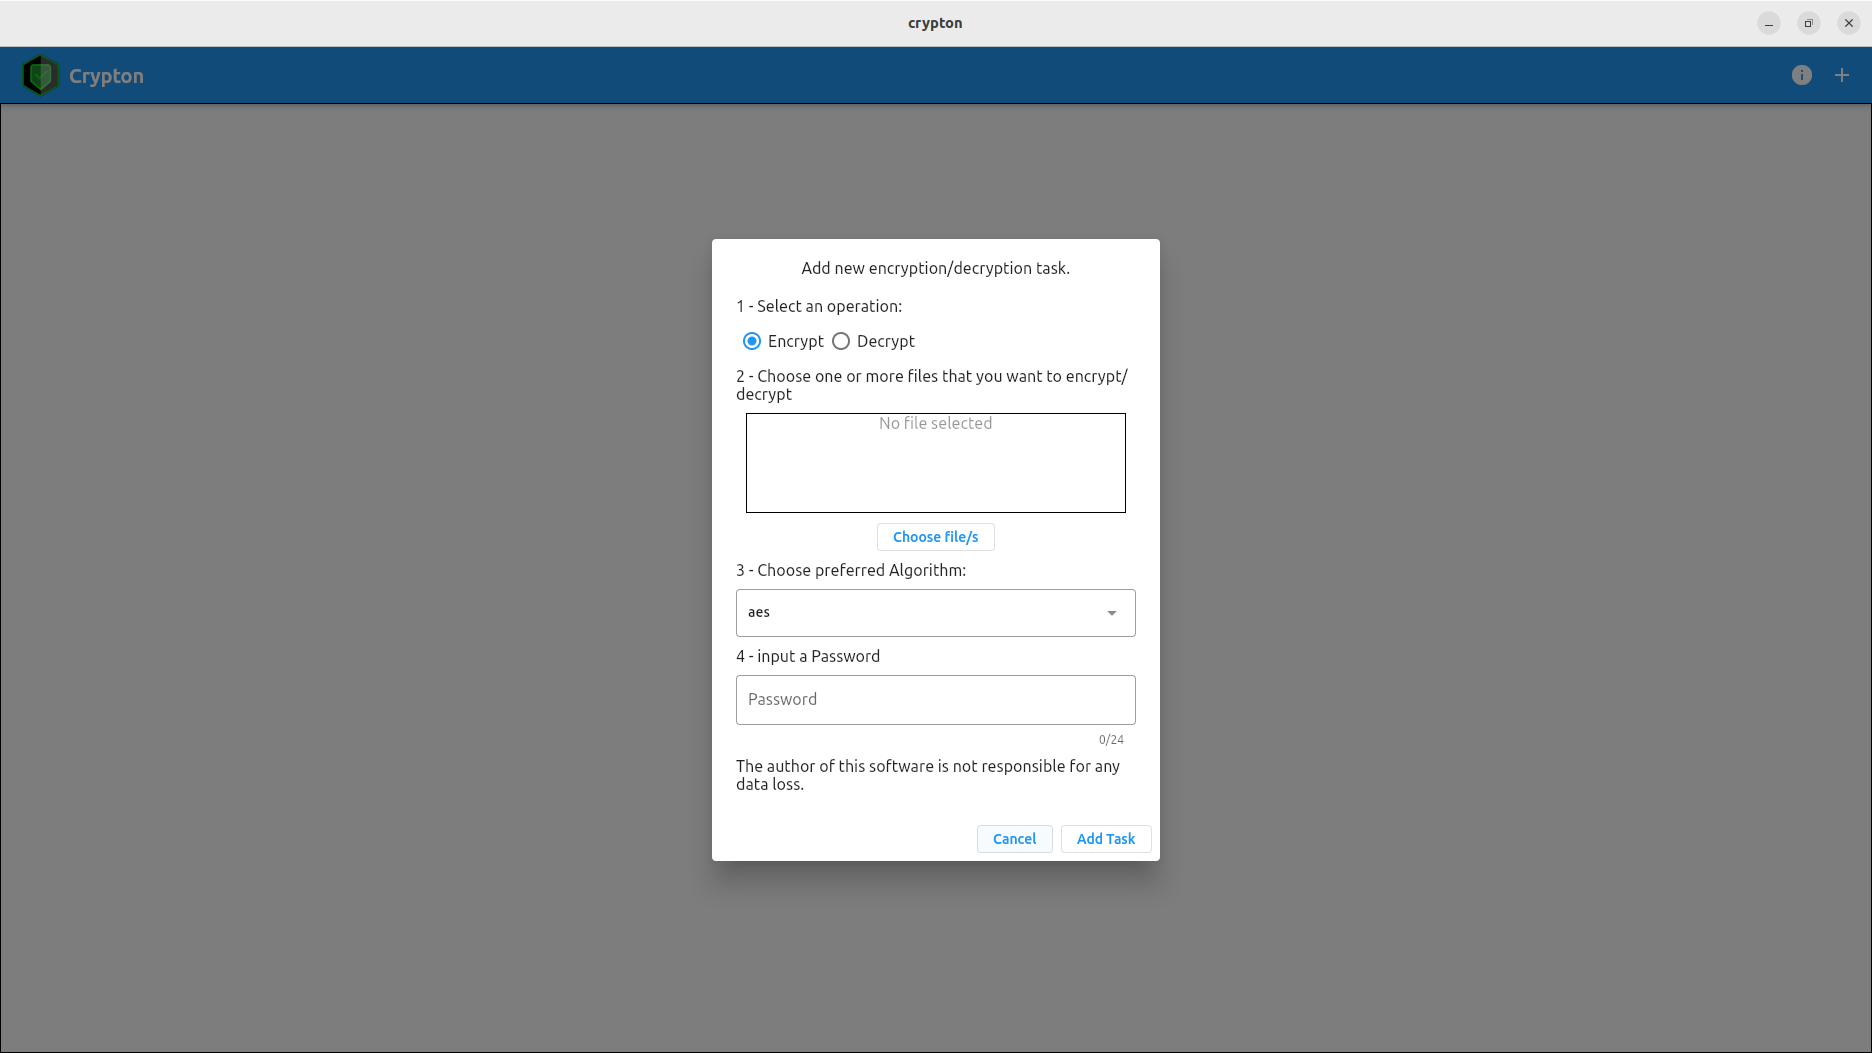 crypton
Crypton
Add new encryption/decryption task.
1 - Select an operation:
Encrypt Decrypt
2 - Choose one or more files that you want to encrypt/
decrypt
No file selected
Choose file/s
3 - Choose preferred Algorithm:
aes
4 - input a Password
Password
0/24
The author of this software is not responsible for any
data loss.
Cancel Add Task